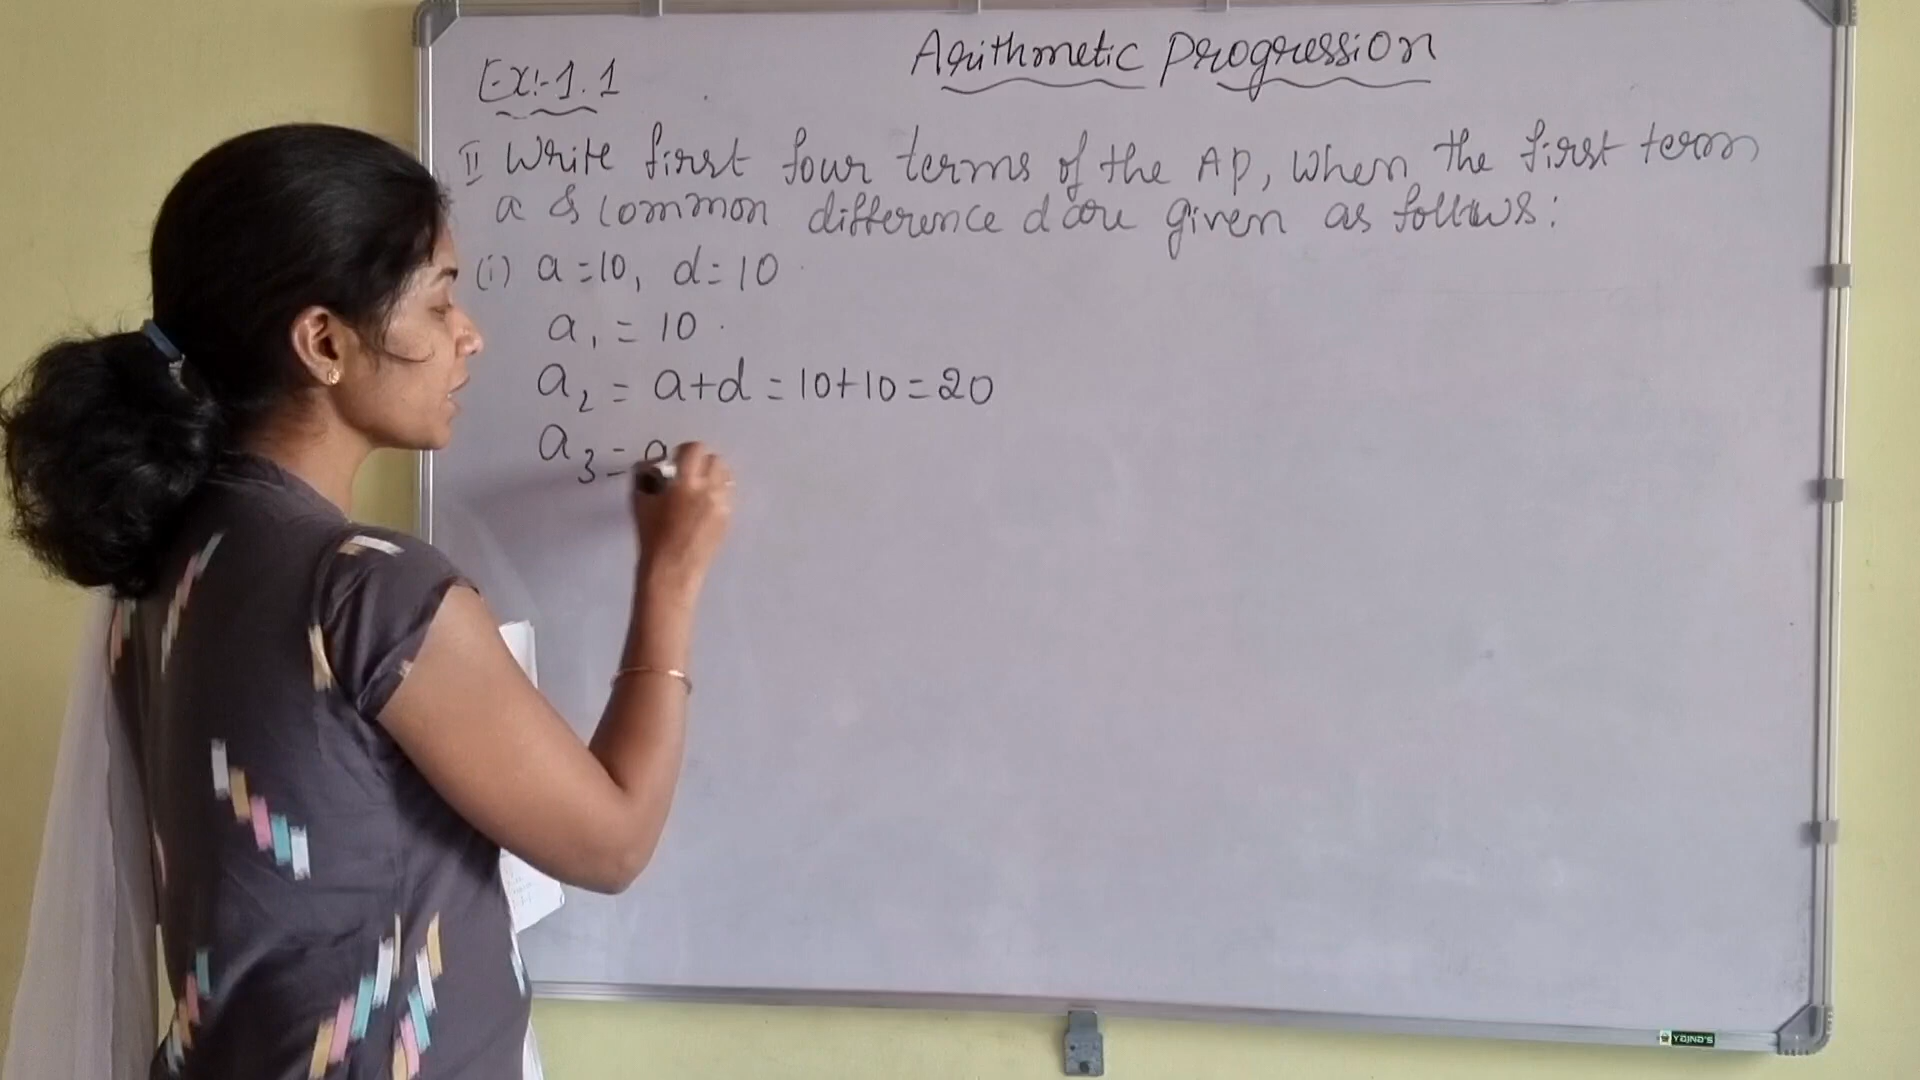 Arithmetic Progression
Ex:-1.1
II Write first four terms of the AP, When the first term
a & common difference d are given as follows:
(i) a=10, d=10
a₁ = 10
a₂ = a+d = 10+10 = 20
a₃ = a
YAJNA'S